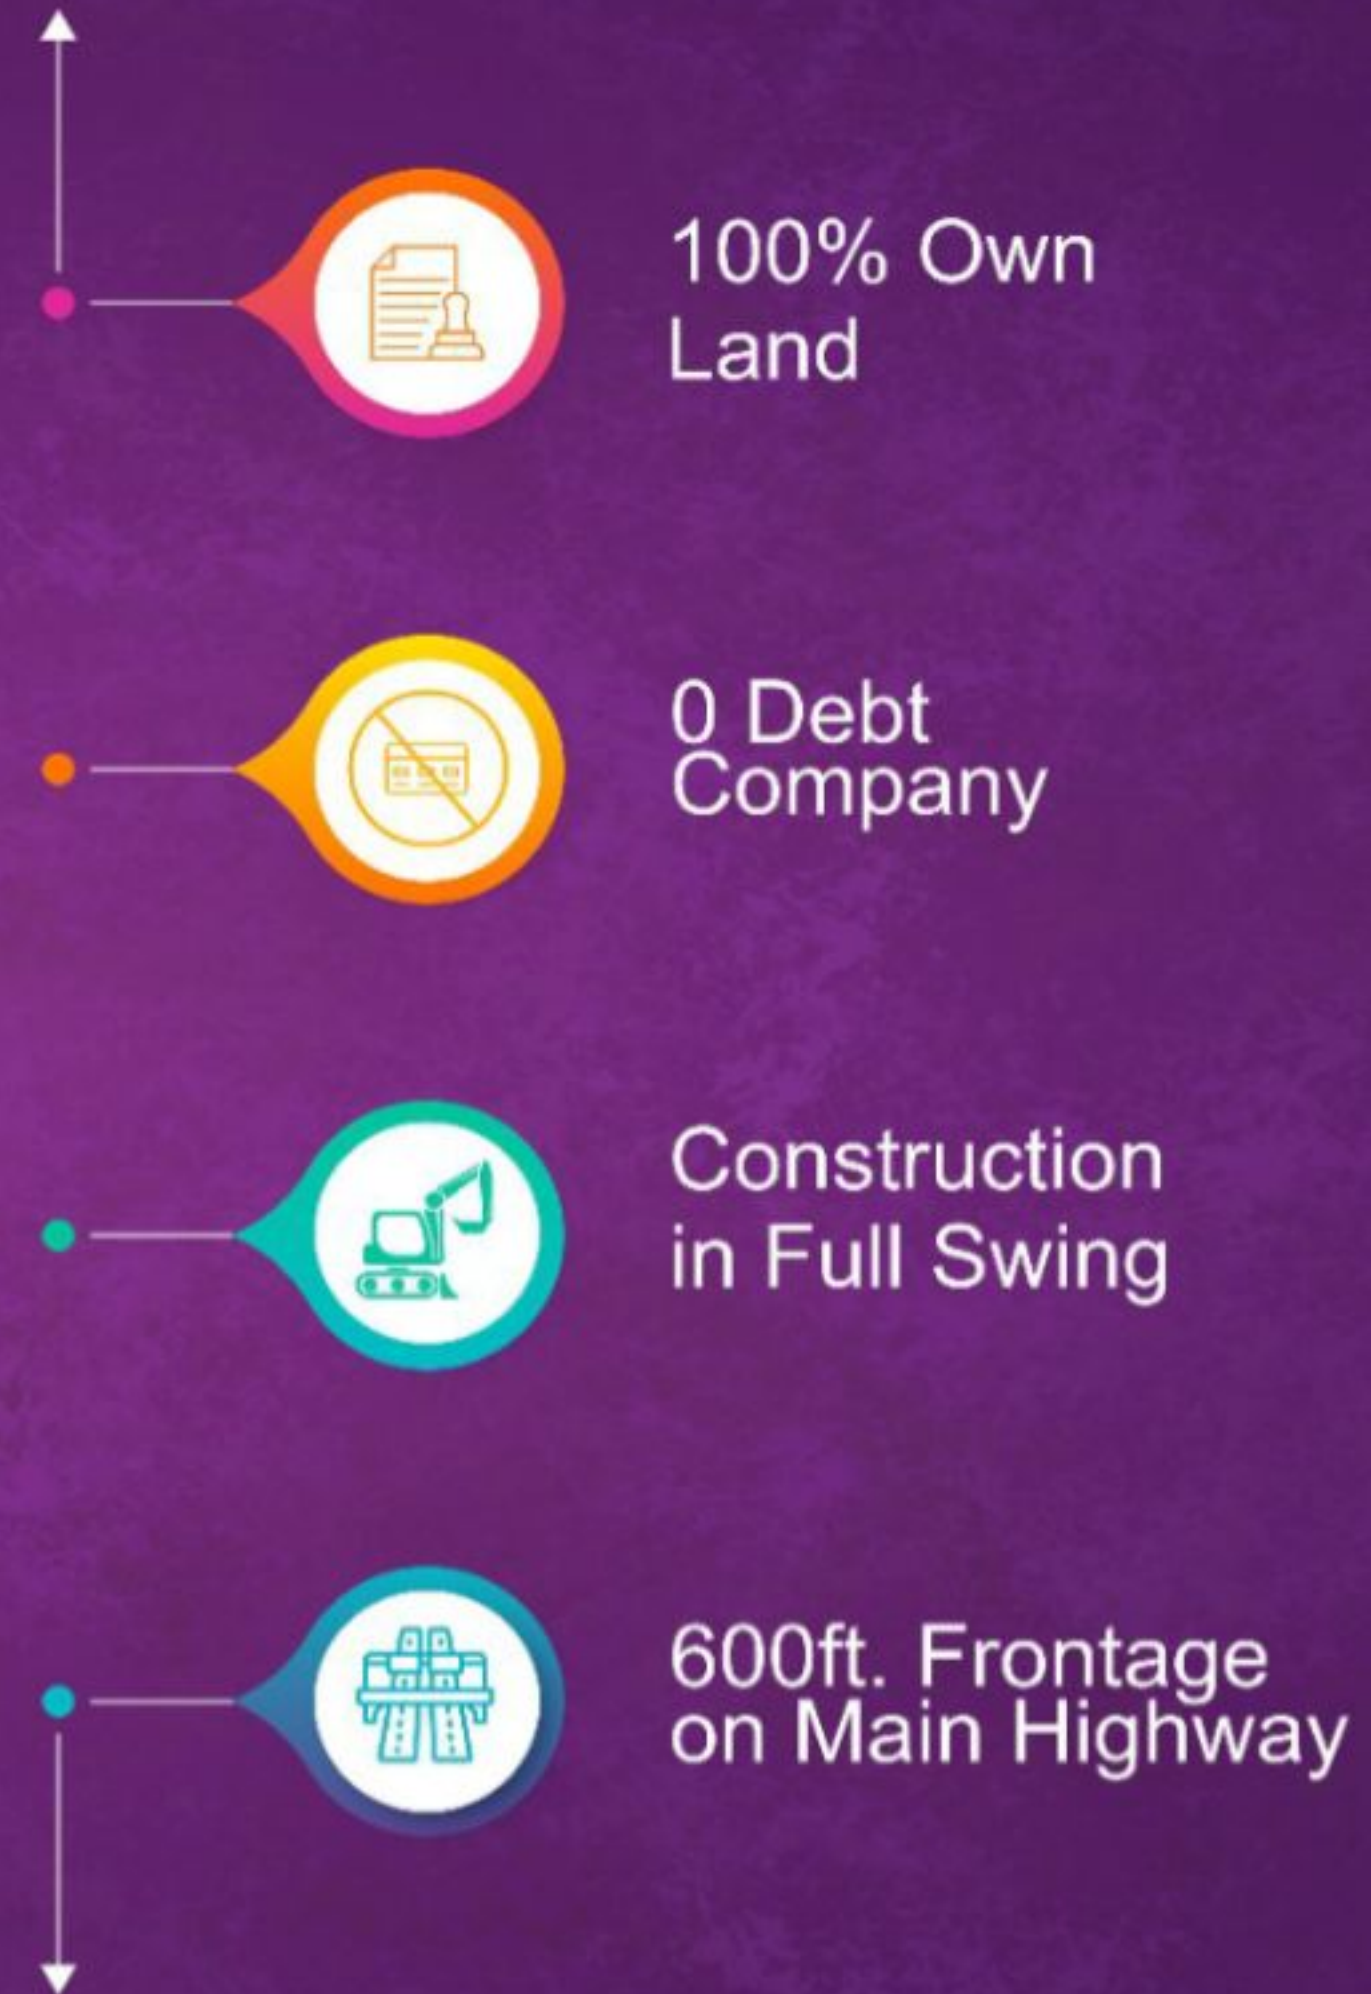 100% Own
Land
0 Debt
Company
Construction
in Full Swing
600ft. Frontage
on Main Highway